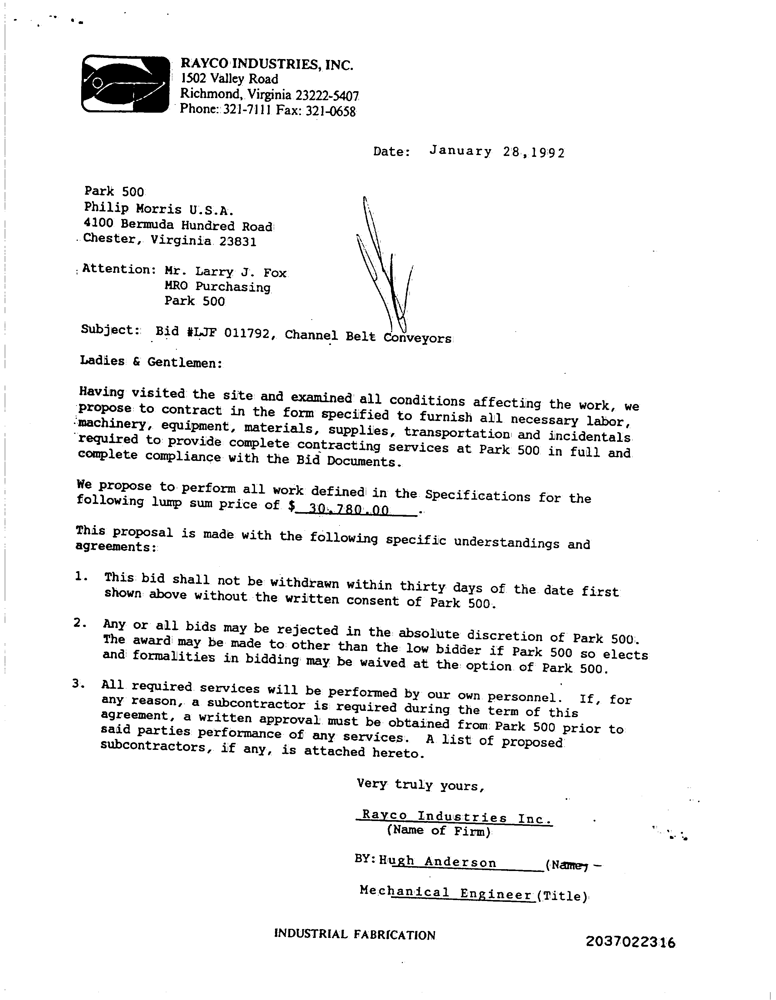 RAYCO INDUSTRIES, INC.
1502 Valley Road
Richmond, Virginia 23222-5407
Phone: 321-7111 Fax: 321-0658
Date: January 28, 1992
Park 500
Philip Morris U.S.A.
4100 Bermuda Hundred Road
Chester, Virginia 23831
Attention: Mr. Larry J. Fox
MRO Purchasing
Park 500
Subject: Bid #LJF 011792, Channel Belt Conveyors
Ladies & Gentlemen:
Having visited the site and examined all conditions affecting the work, we
propose to contract in the form specified to furnish all necessary labor,
machinery, equipment, materials, supplies, transportation and incidentals
required to provide complete contracting services at Park 500 in full and
complete compliance with the Bid Documents.
We propose to perform all work defined in the Specifications for the
following lump sum price of $ 30,780.00 .
This proposal is made with the following specific understandings and
agreements:
1. This bid shall not be withdrawn within thirty days of the date first
shown above without the written consent of Park 500.
2. Any or all bids may be rejected in the absolute discretion of Park 500.
The award may be made to other than the low bidder if Park 500 so elects
and formalities in bidding may be waived at the option of Park 500.
3. All required services will be performed by our own personnel. If, for
any reason, a subcontractor is required during the term of this
agreement, a written approval must be obtained from Park 500 prior to
said parties performance of any services. A list of proposed
subcontractors, if any, is attached hereto.
Very truly yours,
Rayco Industries Inc.
(Name of Firm)
BY: Hugh Anderson (Name)
Mechanical Engineer (Title)
INDUSTRIAL FABRICATION
2037022316